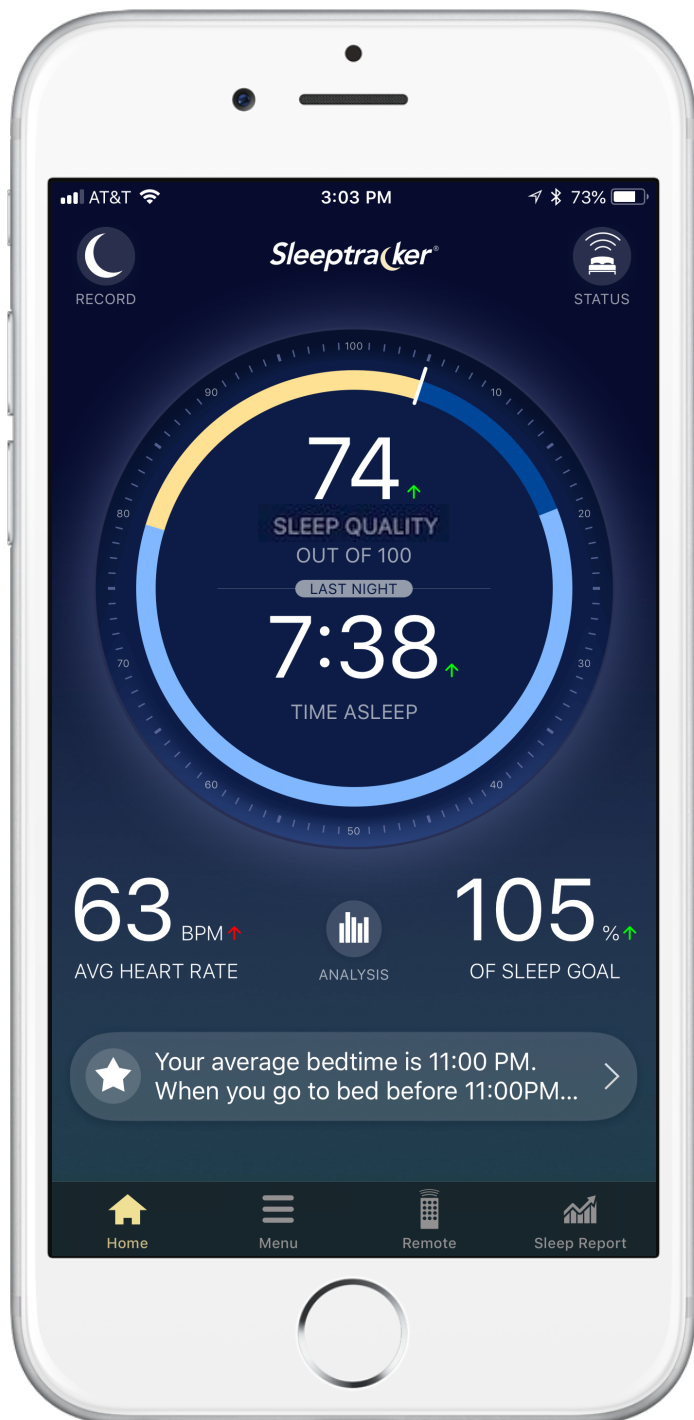 AT&T 3:03 PM 73%
Sleeptracker®
RECORD STATUS
100
90 10
80 20
70 30
60 40
50
74
SLEEP QUALITY
OUT OF 100
LAST NIGHT
7:38
TIME ASLEEP
63 BPM 105 %
AVG HEART RATE ANALYSIS OF SLEEP GOAL
Your average bedtime is 11:00 PM.
When you go to bed before 11:00PM...
Home Menu Remote Sleep Report